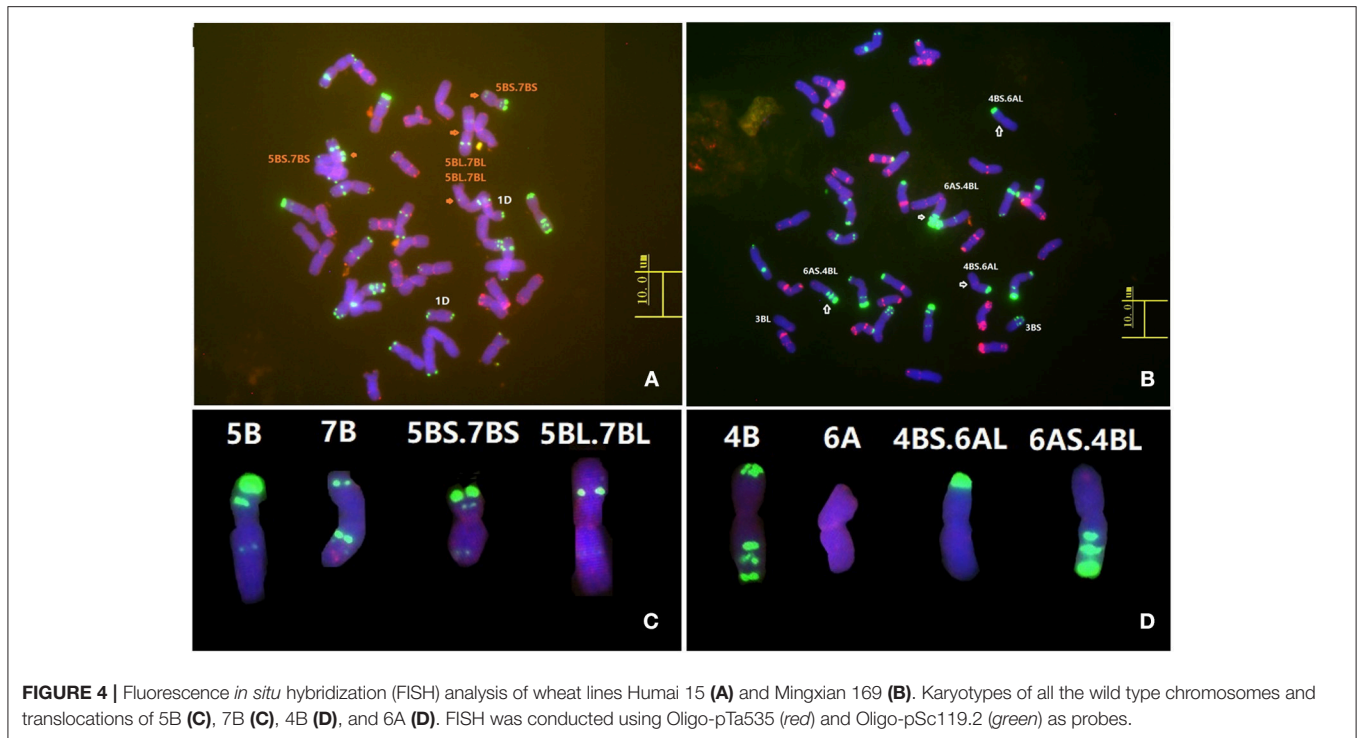 5BS.7BS
5BS.7BS
5BL.7BL
5BL.7BL
1D
1D
10.0 um
A
4BS.6AL
6AS.4BL
6AS.4BL
4BS.6AL
3BL
3BS
10.0 um
B
5B 7B 5BS.7BS 5BL.7BL
C
4B 6A 4BS.6AL 6AS.4BL
D
FIGURE 4 | Fluorescence in situ hybridization (FISH) analysis of wheat lines Humai 15 (A) and Mingxian 169 (B). Karyotypes of all the wild type chromosomes and
translocations of 5B (C), 7B (C), 4B (D), and 6A (D). FISH was conducted using Oligo-pTa535 (red) and Oligo-pSc119.2 (green) as probes.